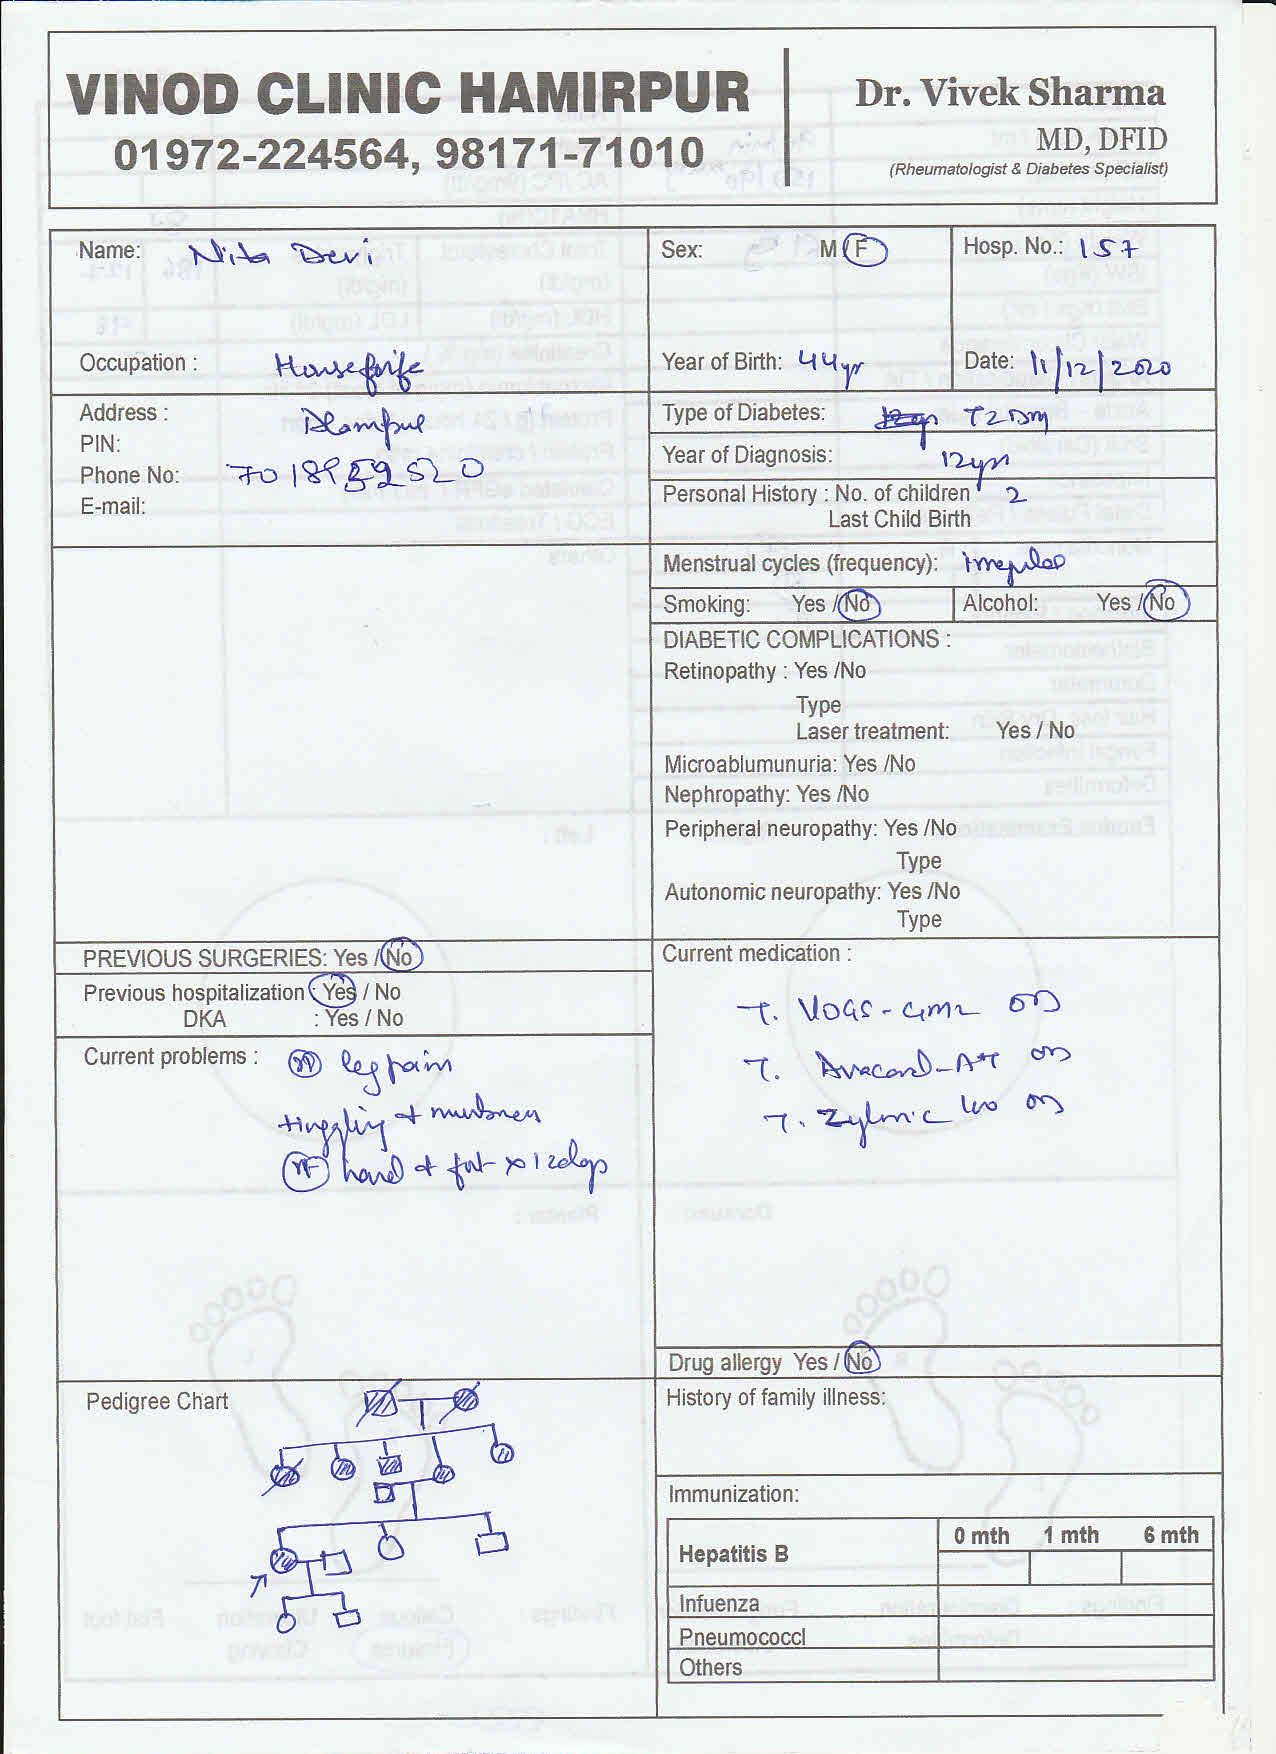 VINOD CLINIC HAMIRPUR
01972-224564, 98171-71010
Dr. Vivek Sharma
MD, DFID
(Rheumatologist & Diabetes Specialist)
Name: Nita Devi
Sex: M / F
Hosp. No.: 157
Occupation : Housewife
Year of Birth: 44yr
Date: 11/12/2020
Address :
PIN:
Phone No:
E-mail:
Type of Diabetes: T2DM
Year of Diagnosis: 12yrs
Personal History : No. of children 2
Last Child Birth
Menstrual cycles (frequency): irregular
Smoking: Yes / No
Alcohol: Yes / No
DIABETIC COMPLICATIONS :
Retinopathy : Yes /No
Type
Laser treatment: Yes / No
Microablumunuria: Yes /No
Nephropathy: Yes /No
Peripheral neuropathy: Yes /No
Type
Autonomic neuropathy: Yes /No
Type
PREVIOUS SURGERIES: Yes / No
Previous hospitalization : Yes / No
DKA : Yes / No
Current problems : leg pain
tingling + numbness
hand + foot x 12days
Current medication :
T. VOGS-GM2 OD
T. Avacard-AT OD
T. Zyloric 100 OD
Drug allergy Yes / No
Pedigree Chart
History of family illness:
Immunization:
Hepatitis B 0 mth 1 mth 6 mth
Infuenza
Pneumococcl
Others